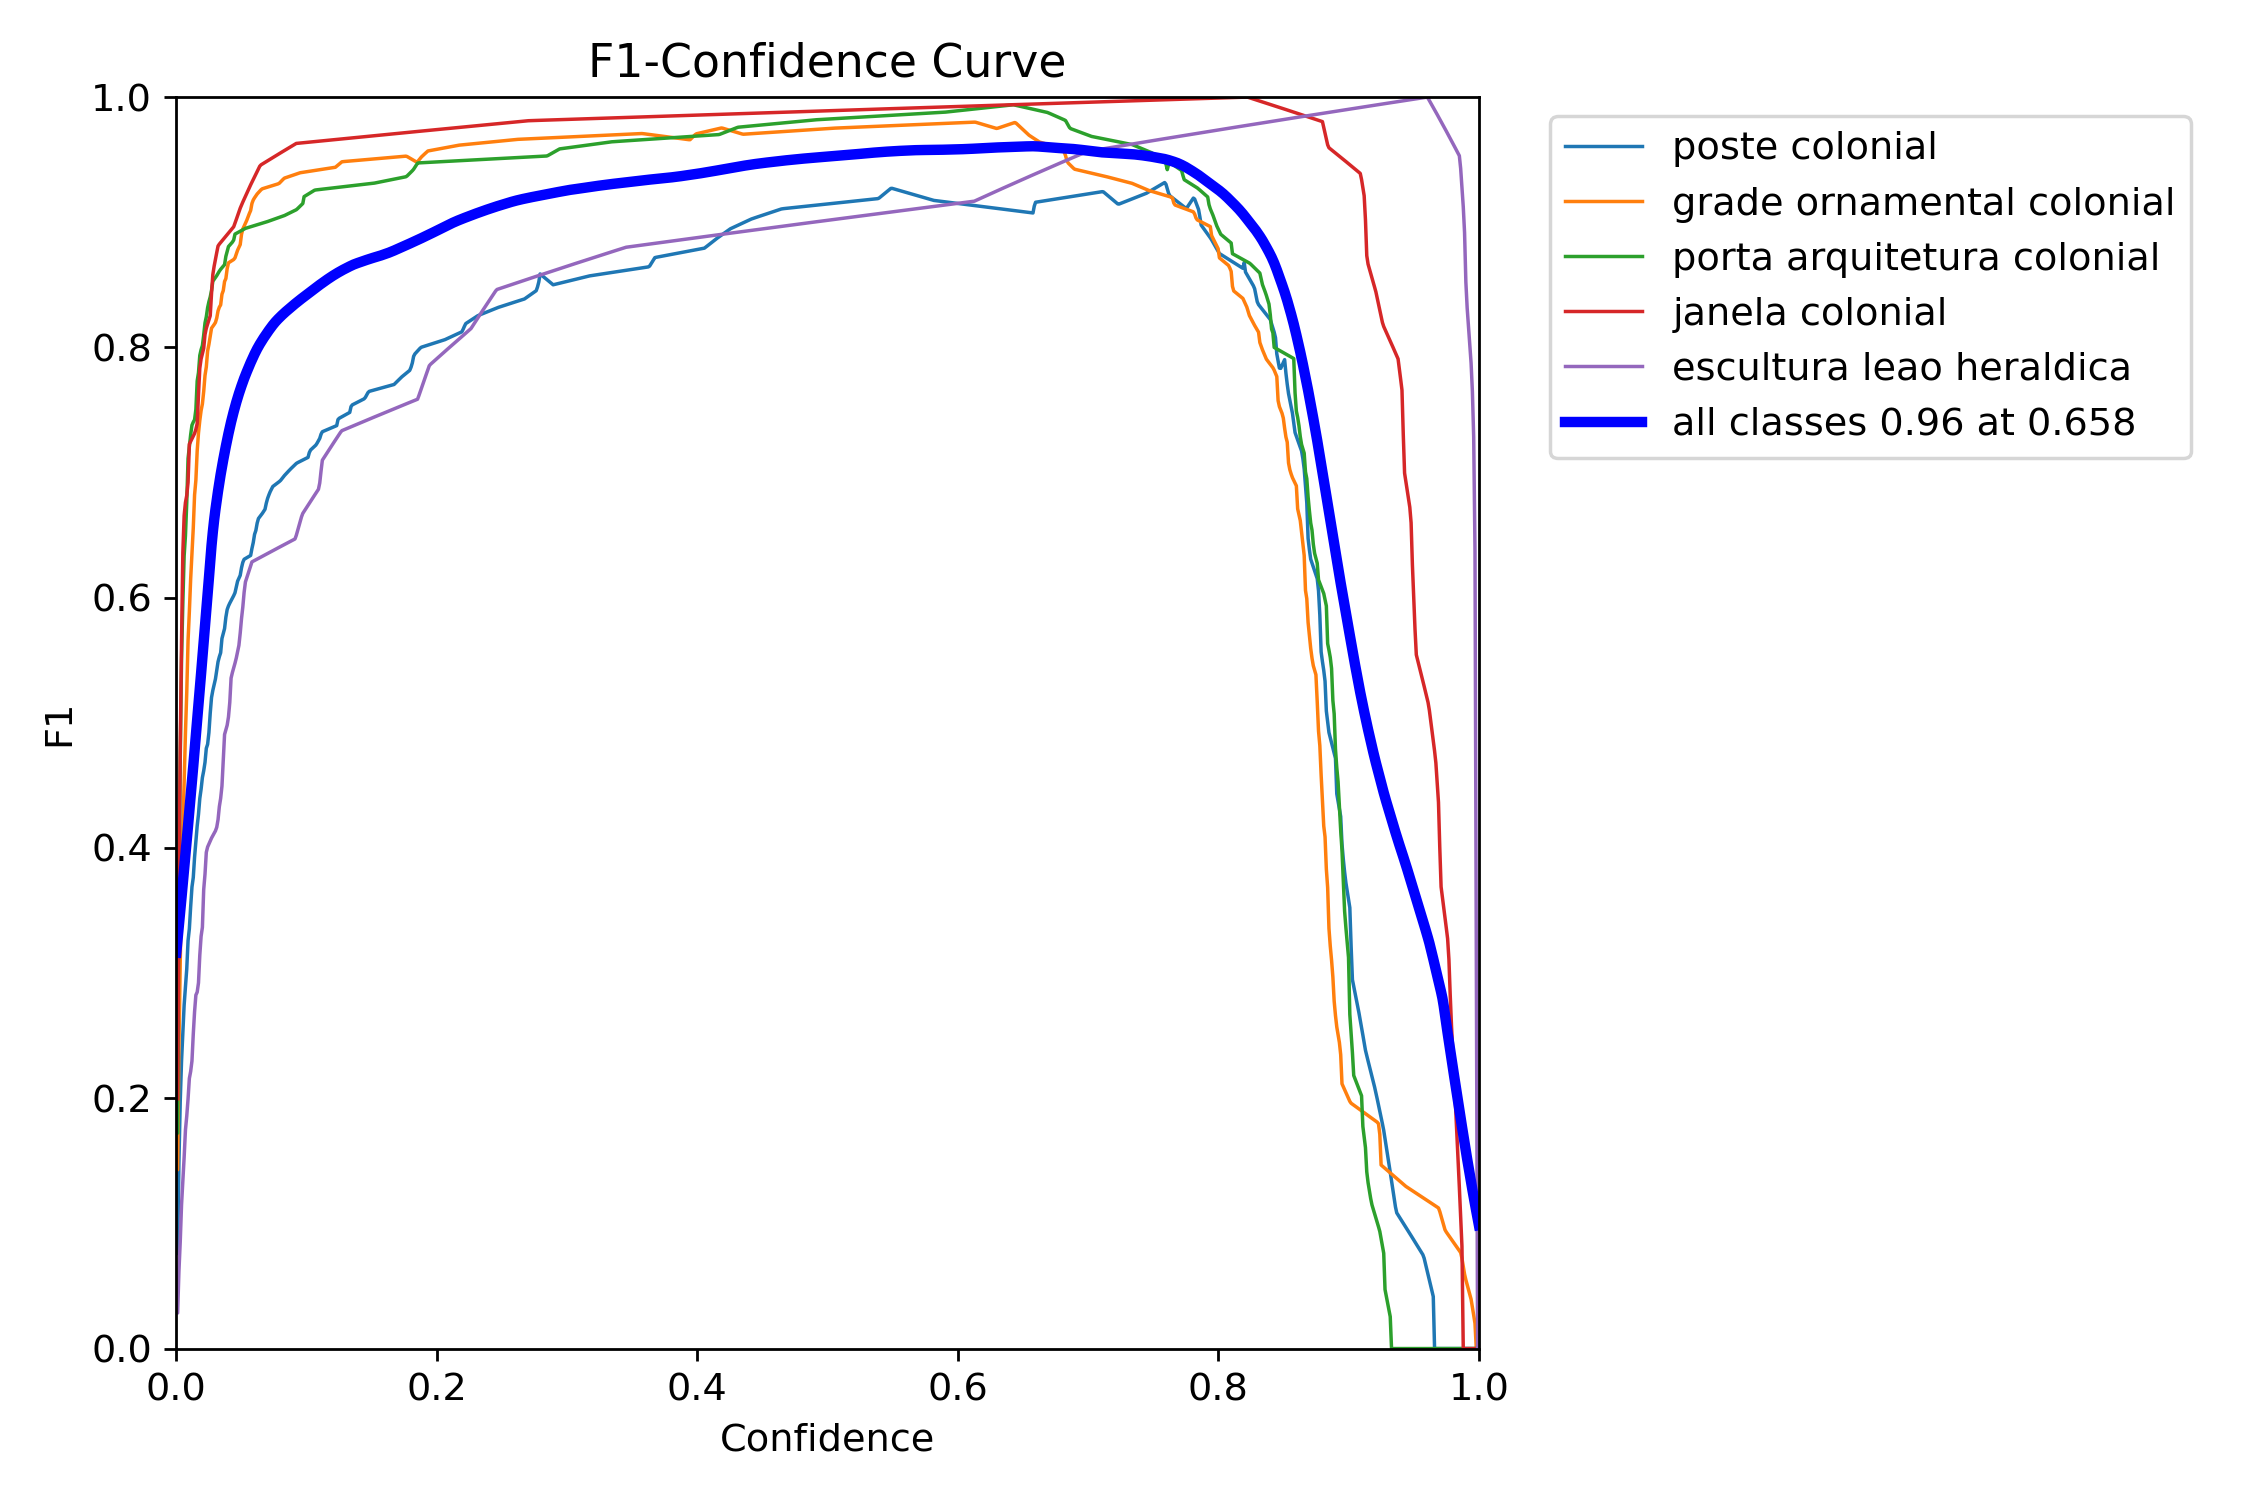 F1-Confidence Curve
1.0
0.8
0.6
0.4
0.2
0.0
F1
0.0 0.2 0.4 0.6 0.8 1.0
Confidence
poste colonial
grade ornamental colonial
porta arquitetura colonial
janela colonial
escultura leao heraldica
all classes 0.96 at 0.658